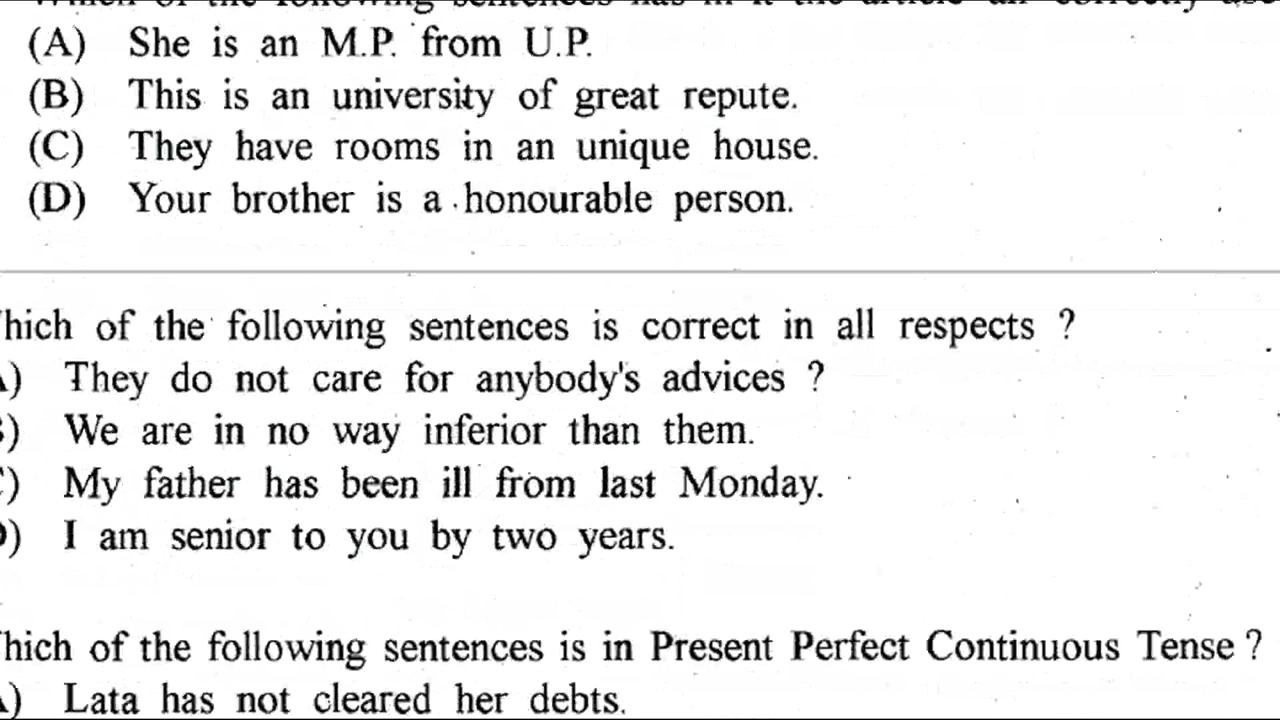 (A) She is an M.P. from U.P.
(B) This is an university of great repute.
(C) They have rooms in an unique house.
(D) Your brother is a honourable person.
hich of the following sentences is correct in all respects ?
) They do not care for anybody's advices ?
) We are in no way inferior than them.
) My father has been ill from last Monday.
) I am senior to you by two years.
hich of the following sentences is in Present Perfect Continuous Tense ?
) Lata has not cleared her debts.